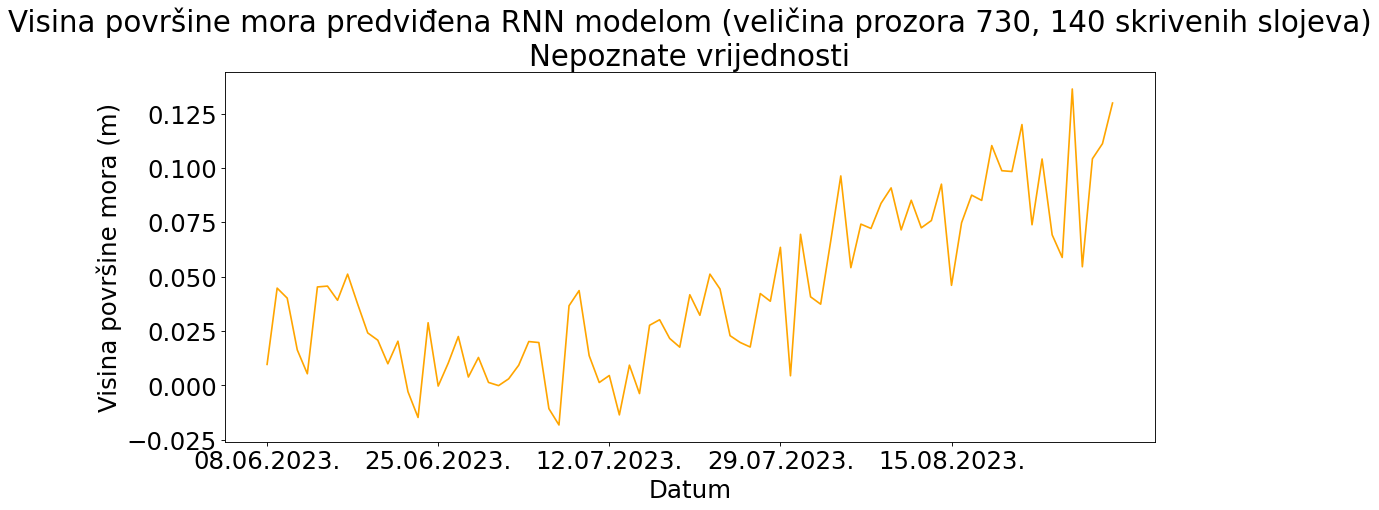 Visina površine mora predviđena RNN modelom (veličina prozora 730, 140 skrivenih slojeva)
Nepoznate vrijednosti
Visina površine mora (m)
0.125
0.100
0.075
0.050
0.025
0.000
−0.025
08.06.2023. 25.06.2023. 12.07.2023. 29.07.2023. 15.08.2023.
Datum